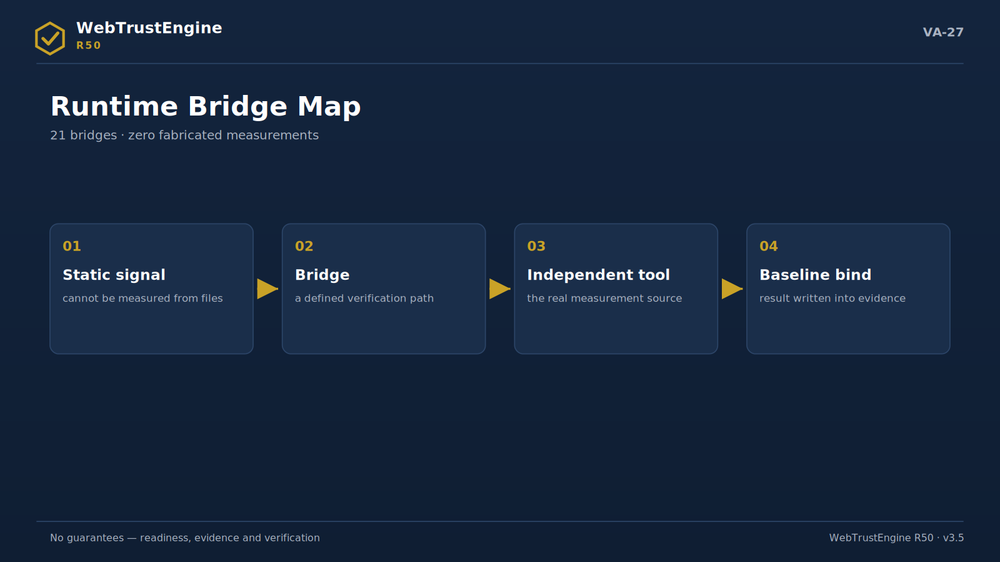 WebTrustEngine
R50
VA-27
Runtime Bridge Map
21 bridges · zero fabricated measurements
01
Static signal
cannot be measured from files
02
Bridge
a defined verification path
03
Independent tool
the real measurement source
04
Baseline bind
result written into evidence
No guarantees — readiness, evidence and verification
WebTrustEngine R50 · v3.5